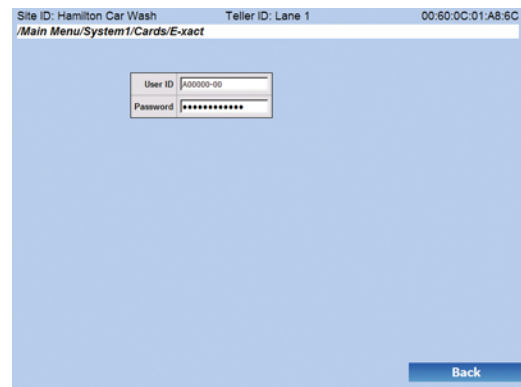 Site ID: Hamilton Car Wash Teller ID: Lane 1 00:60:0C:01:A8:6C
/Main Menu/System1/Cards/E-xact
User ID A00000-00
Password ••••••••••••
Back